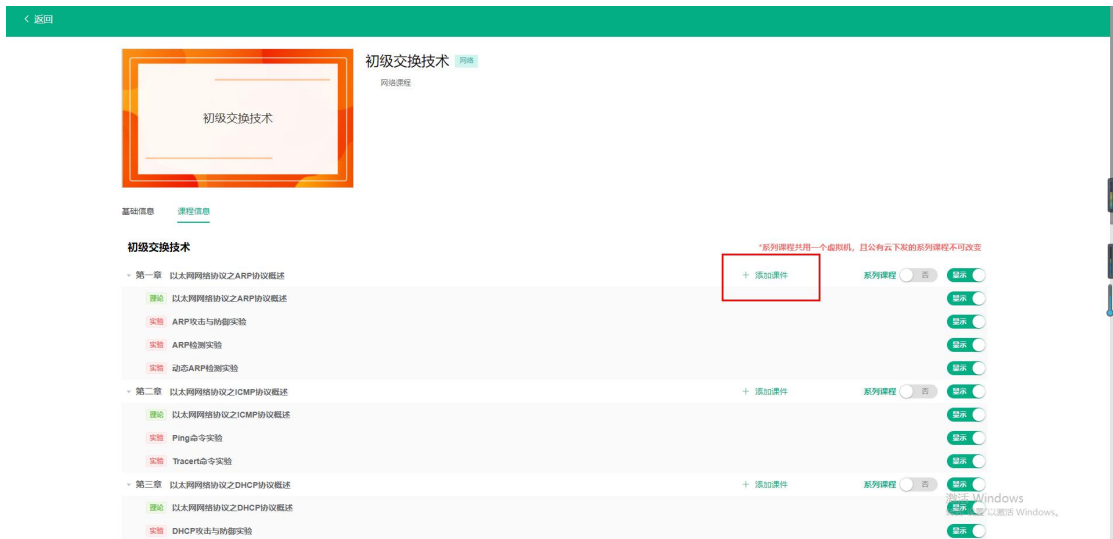 返回
初级交换技术 网络
网络课程
初级交换技术
基础信息 课程信息
初级交换技术 *系列课程共用一个虚拟机，且公有云下发的系列课程不可改变
第一章 以太网网络协议之ARP协议概述 + 添加课件 系列课程 否 显示
理论 以太网网络协议之ARP协议概述 显示
实验 ARP攻击与防御实验 显示
实验 ARP检测实验 显示
实验 动态ARP检测实验 显示
第二章 以太网网络协议之ICMP协议概述 + 添加课件 系列课程 否 显示
理论 以太网网络协议之ICMP协议概述 显示
实验 Ping命令实验 显示
实验 Tracert命令实验 显示
第三章 以太网网络协议之DHCP协议概述 + 添加课件 系列课程 否 显示
激活 Windows
理论 以太网网络协议之DHCP协议概述 显示
以激活 Windows。
实验 DHCP攻击与防御实验 显示